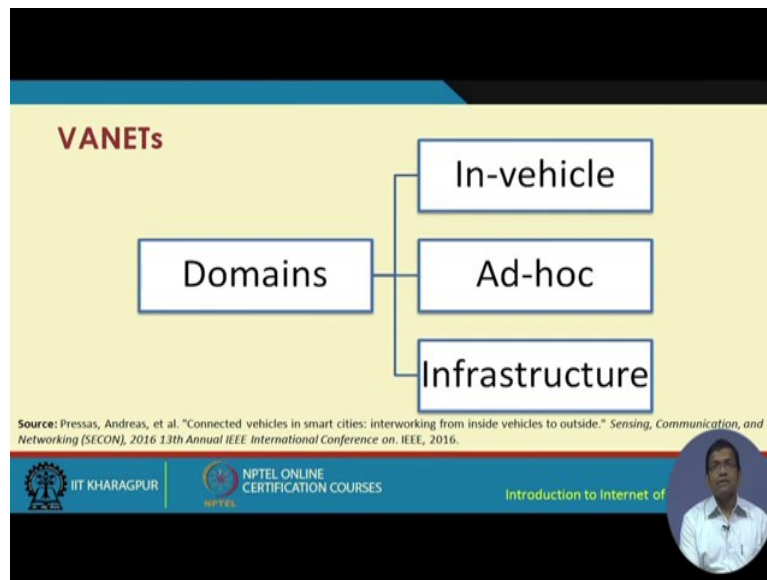 VANETs
In-vehicle
Domains
Ad-hoc
Infrastructure
Source: Pressas, Andreas, et al. "Connected vehicles in smart cities: interworking from inside vehicles to outside." Sensing, Communication, and
Networking (SECON), 2016 13th Annual IEEE International Conference on. IEEE, 2016.
IIT KHARAGPUR
NPTEL
NPTEL ONLINE
CERTIFICATION COURSES
Introduction to Internet of